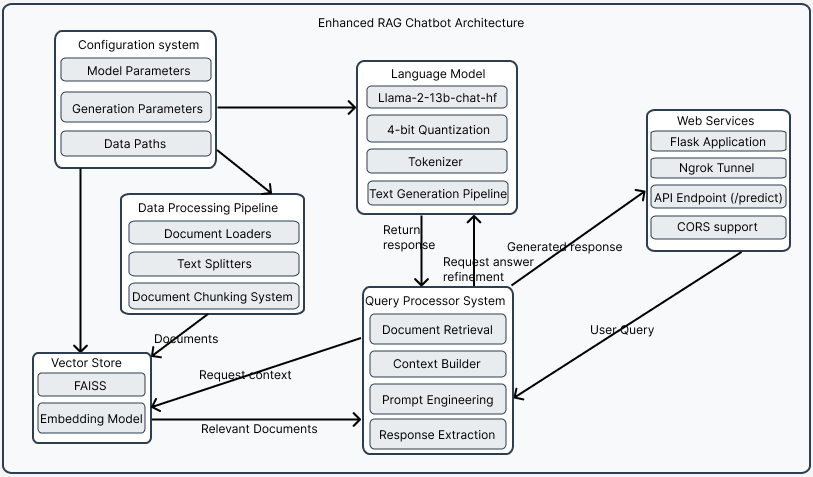 Enhanced RAG Chatbot Architecture
Configuration system
Model Parameters
Generation Parameters
Data Paths
Language Model
Llama-2-13b-chat-hf
4-bit Quantization
Tokenizer
Text Generation Pipeline
Web Services
Flask Application
Ngrok Tunnel
API Endpoint (/predict)
CORS support
Data Processing Pipeline
Document Loaders
Text Splitters
Document Chunking System
Return
response
Request answer
refinement
Generated response
User Query
Documents
Request context
Relevant Documents
Vector Store
FAISS
Embedding Model
Query Processor System
Document Retrieval
Context Builder
Prompt Engineering
Response Extraction